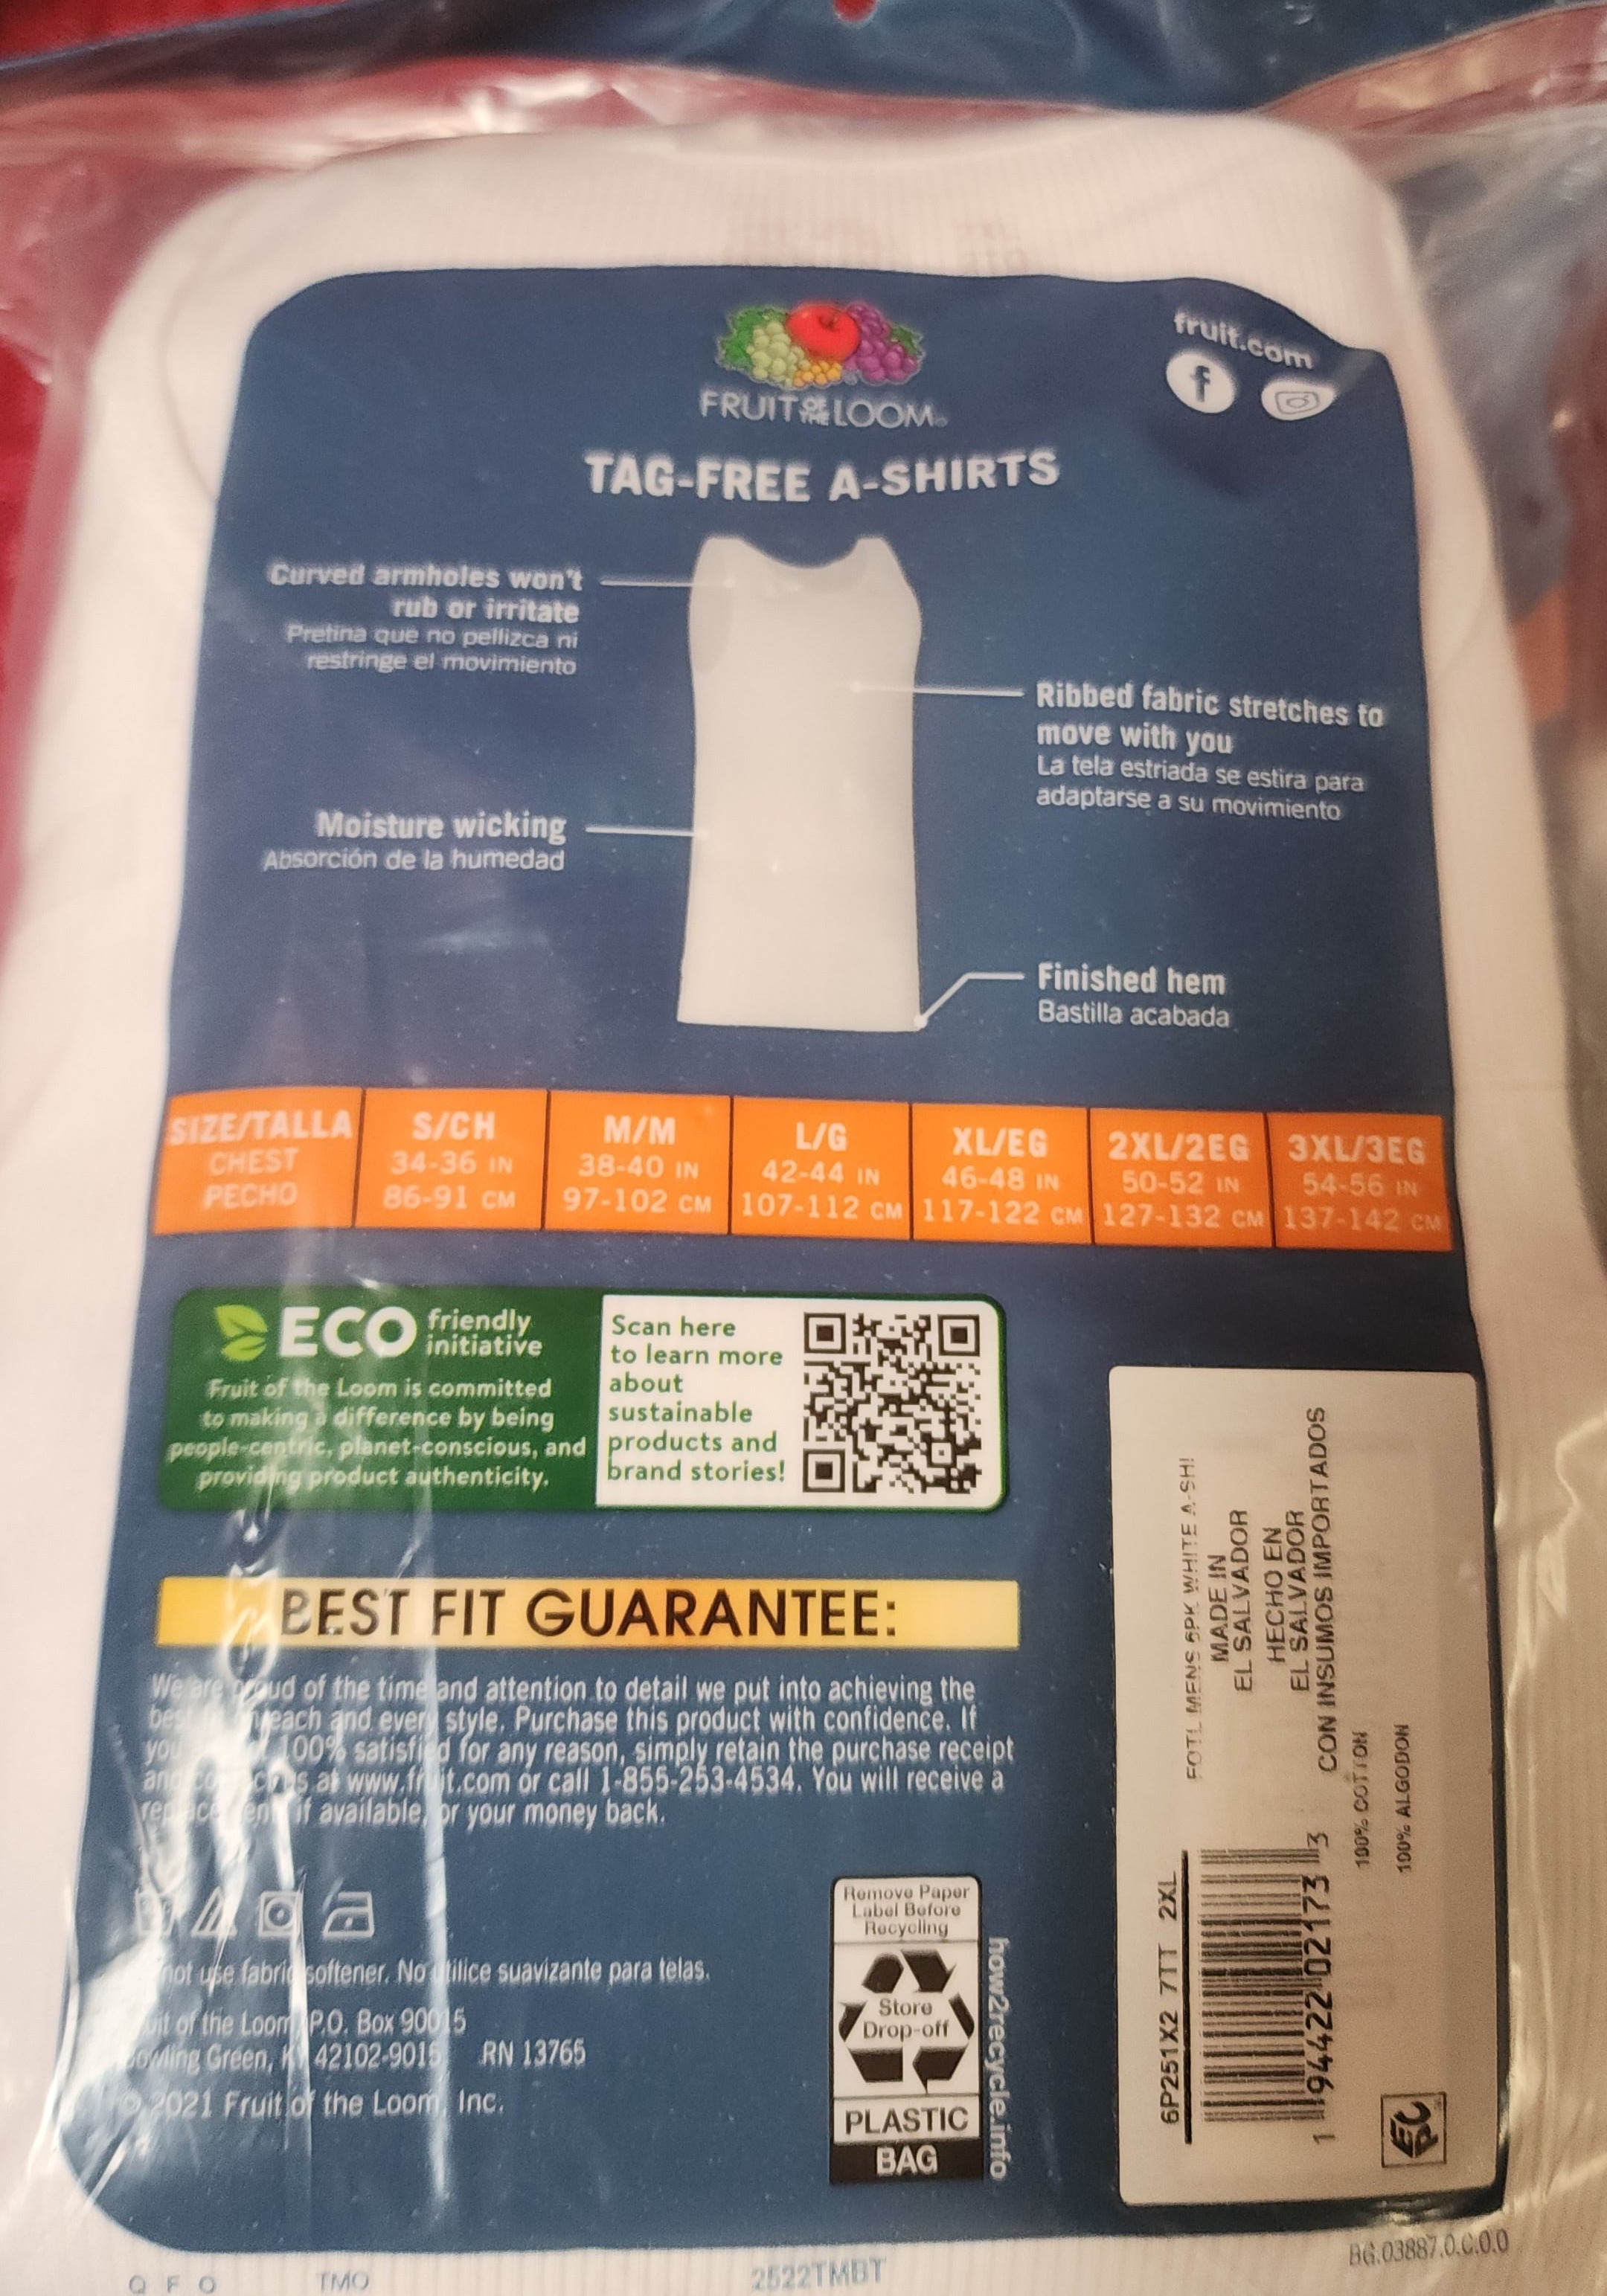 fruit.com
FRUIT OF THE LOOM
TAG-FREE A-SHIRTS
Curved armholes won't
rub or irritate
Pretina que no pellizca ni
restringe el movimiento
Ribbed fabric stretches to
move with you
La tela estriada se estira para
adaptarse a su movimiento
Moisture wicking
Absorción de la humedad
Finished hem
Bastilla acabada
SIZE/TALLA S/CH M/M L/G XL/EG 2XL/2EG 3XL/3EG
CHEST 34-36 IN 38-40 IN 42-44 IN 46-48 IN 50-52 IN 54-56 IN
PECHO 86-91 CM 97-102 CM 107-112 CM 117-122 CM 127-132 CM 137-142 CM
ECO friendly
initiative
Fruit of the Loom is committed
to making a difference by being
people-centric, planet-conscious, and
providing product authenticity.
Scan here
to learn more
about
sustainable
products and
brand stories!
BEST FIT GUARANTEE:
We are proud of the time and attention to detail we put into achieving the
each and every style. Purchase this product with confidence. If
100% satisfied for any reason, simply retain the purchase receipt
at www.fruit.com or call 1-855-253-4534. You will receive a
if available, or your money back.
not use fabric softener. No utilice suavizante para telas.
of the Loom, P.O. Box 90015
Bowling Green, KY 42102-9015 RN 13765
© 2021 Fruit of the Loom, Inc.
Remove Paper
Label Before
Recycling
Store
Drop-off
PLASTIC
BAG
how2recycle.info
6P251X2 7TT 2XL
FOTL MENS 6PK WHITE A-SHI
MADE IN
EL SALVADOR
HECHO EN
EL SALVADOR
CON INSUMOS IMPORTADOS
1 94422 02173 3
100% COTTON
100% ALGODON
EPC
BG.03887.0.C.0.0
Q F O TMO 2522TMBT